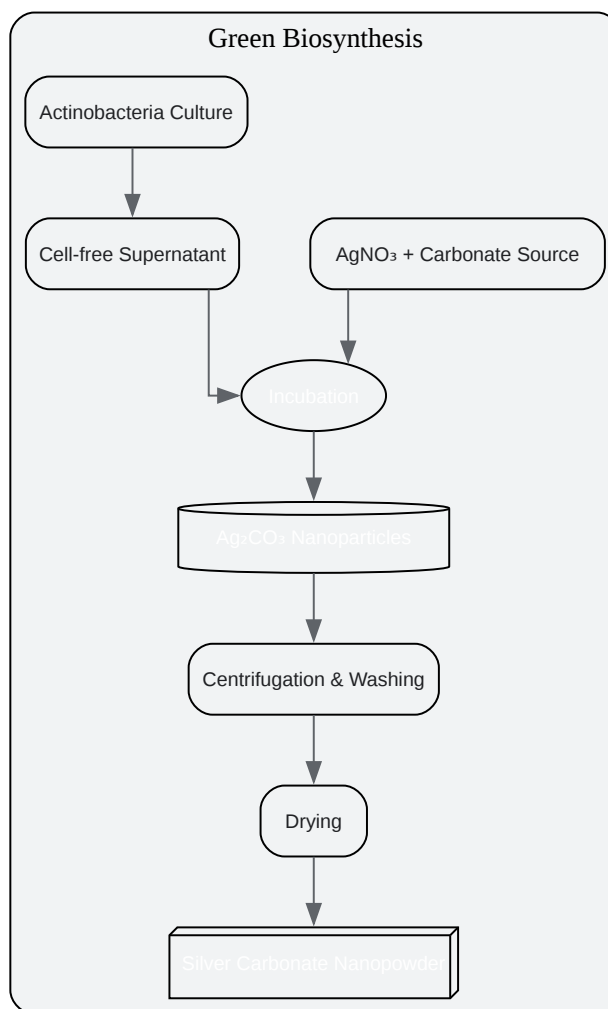 Green Biosynthesis
Actinobacteria Culture
Cell-free Supernatant
AgNO₃ + Carbonate Source
Incubation
Ag₂CO₃ Nanoparticles
Centrifugation & Washing
Drying
Silver Carbonate Nanopowder